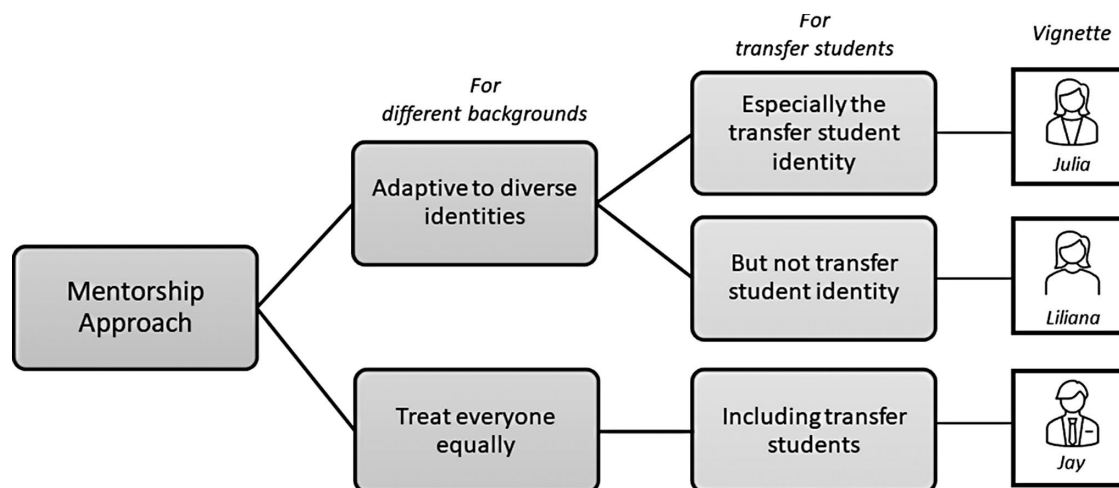 For
transfer students
Vignette
For
different backgrounds
Especially the
transfer student
identity
Julia
Adaptive to diverse
identities
But not transfer
student identity
Liliana
Mentorship
Approach
Treat everyone
equally
Including transfer
students
Jay